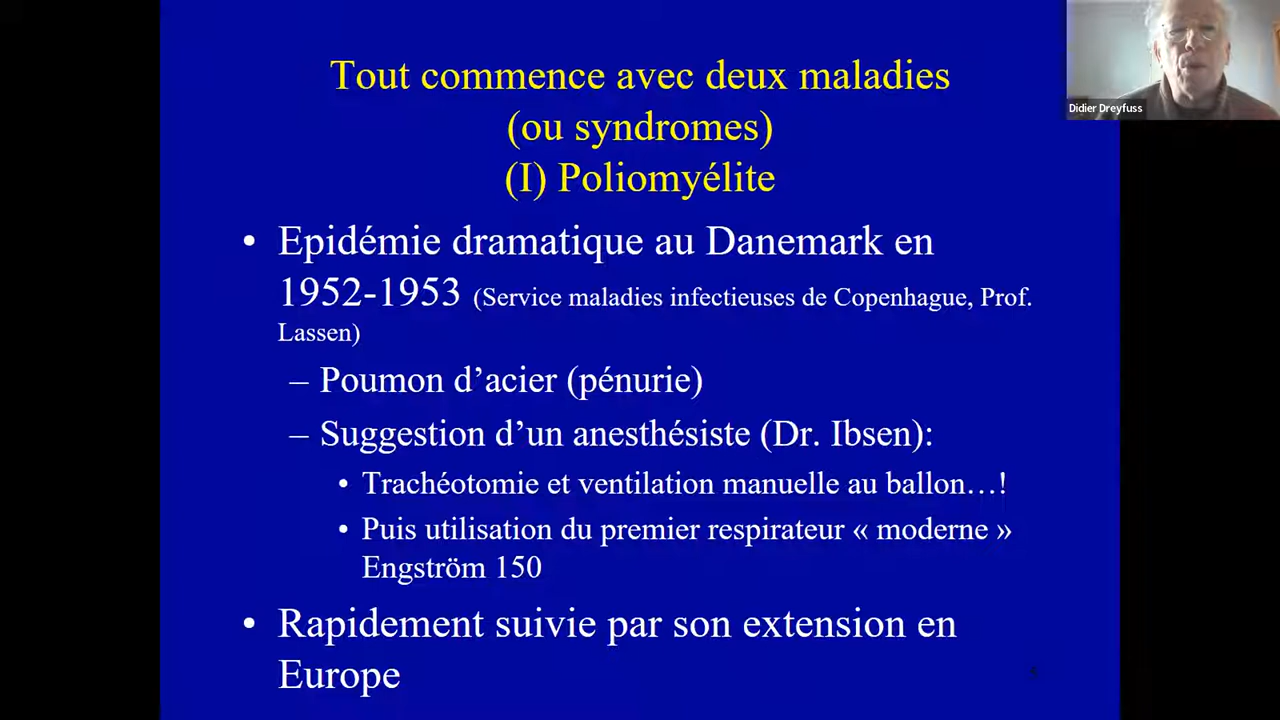 Tout commence avec deux maladies
(ou syndromes)
(I) Poliomyélite
Didier Dreyfuss
• Epidémie dramatique au Danemark en
1952-1953 (Service maladies infectieuses de Copenhague, Prof.
Lassen)
– Poumon d’acier (pénurie)
– Suggestion d’un anesthésiste (Dr. Ibsen):
• Trachéotomie et ventilation manuelle au ballon…!
• Puis utilisation du premier respirateur « moderne »
Engström 150
• Rapidement suivie par son extension en
Europe